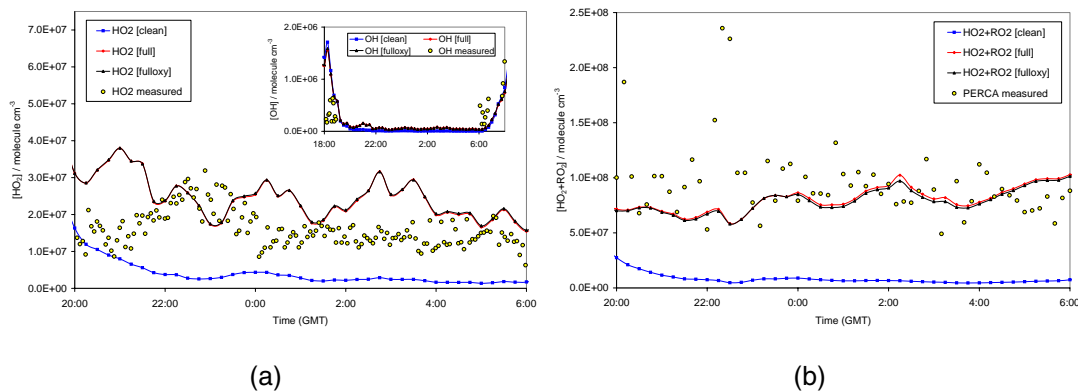 7.0E+07
6.0E+07
5.0E+07
4.0E+07
3.0E+07
2.0E+07
1.0E+07
0.0E+00
[HO2] / molecule cm-3
20:00
22:00
0:00
2:00
4:00
6:00
Time (GMT)
HO2 [clean]
HO2 [full]
HO2 [fulloxy]
HO2 measured
2.0E+06
1.0E+06
0.0E+00
[OH] / molecule cm-3
OH [clean]
OH [full]
OH [fulloxy]
OH measured
18:00
22:00
2:00
6:00
(a)
2.5E+08
2.0E+08
1.5E+08
1.0E+08
5.0E+07
0.0E+00
[HO2+RO2] / molecule cm-3
20:00
22:00
0:00
2:00
4:00
6:00
Time (GMT)
HO2+RO2 [clean]
HO2+RO2 [full]
HO2+RO2 [fulloxy]
PERCA measured
(b)